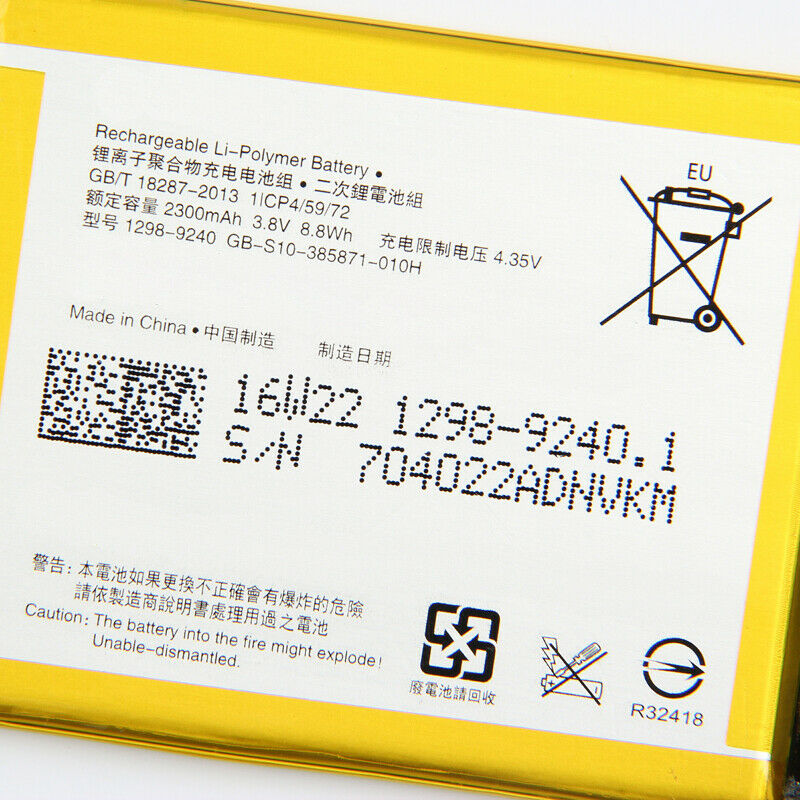 Rechargeable Li-Polymer Battery •
锂离子聚合物充电电池组 • 二次鋰電池組
GB/T 18287-2013 1ICP4/59/72
额定容量 2300mAh 3.8V 8.8Wh 充电限制电压 4.35V
型号 1298-9240 GB-S10-385871-010H
EU
Made in China • 中国制造 制造日期
16W22 1298-9240.1
S/N 704022ADNVKM
警告: 本電池如果更換不正確會有爆炸的危險
請依製造商說明書處理用過之電池
Caution: The battery into the fire might explode!
Unable-dismantled.
廢電池請回收
R32418